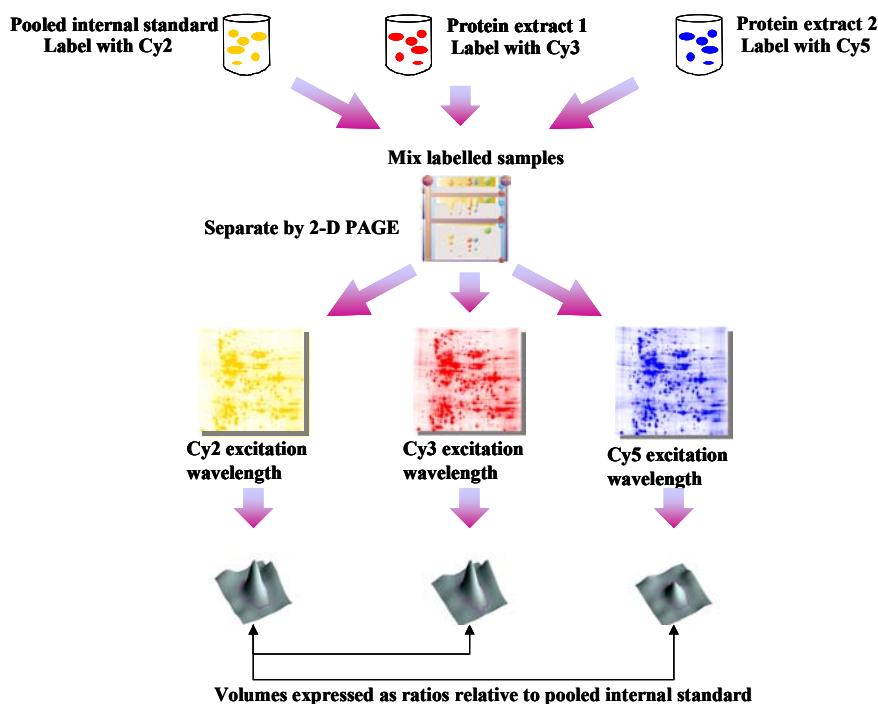 Pooled internal standard
Label with Cy2
Protein extract 1
Label with Cy3
Protein extract 2
Label with Cy5
Mix labelled samples
Separate by 2-D PAGE
Cy2 excitation
wavelength
Cy3 excitation
wavelength
Cy5 excitation
wavelength
Volumes expressed as ratios relative to pooled internal standard